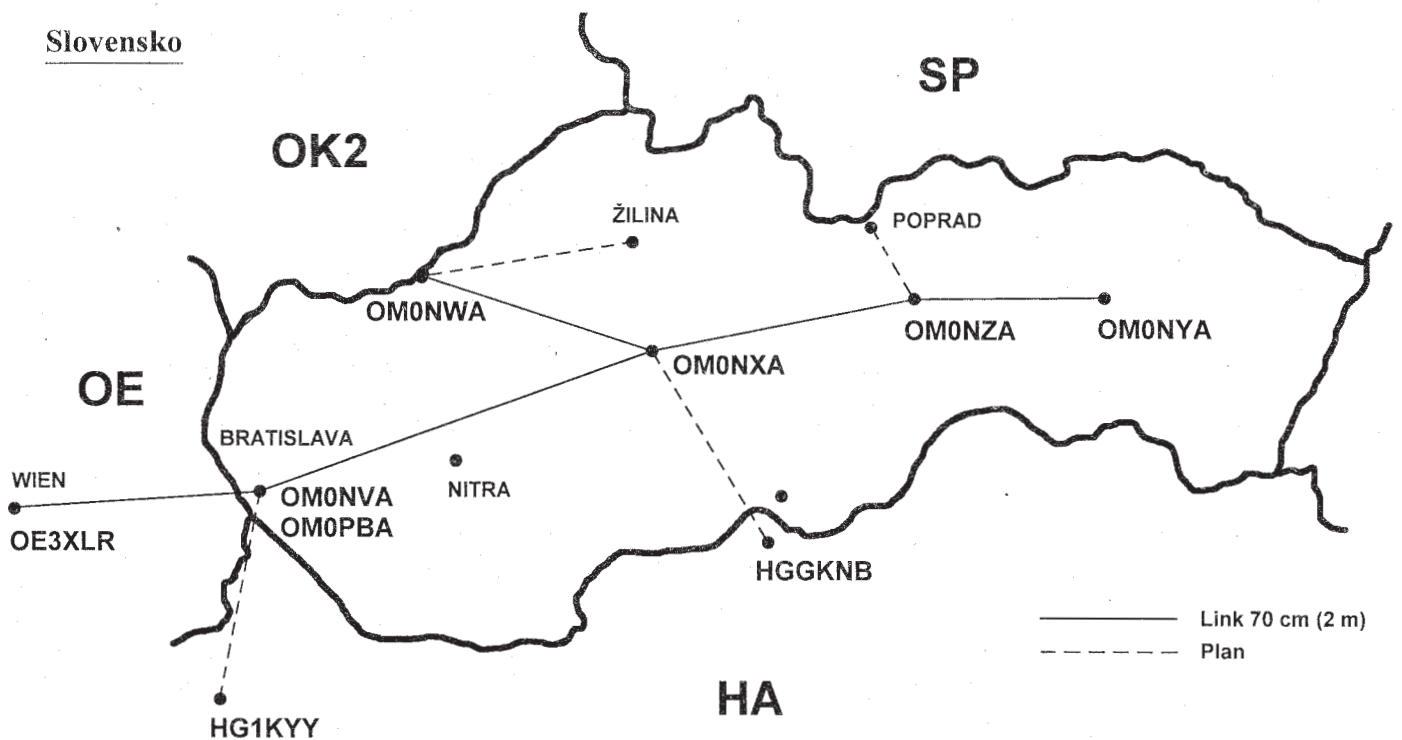 Slovensko
SP
OK2
ŽILINA
POPRAD
OM0NWA
OM0NZA
OM0NYA
OM0NXA
OE
BRATISLAVA
WIEN
NITRA
OM0NVA
OM0PBA
OE3XLR
HGGKNB
Link 70 cm (2 m)
Plan
HA
HG1KYY